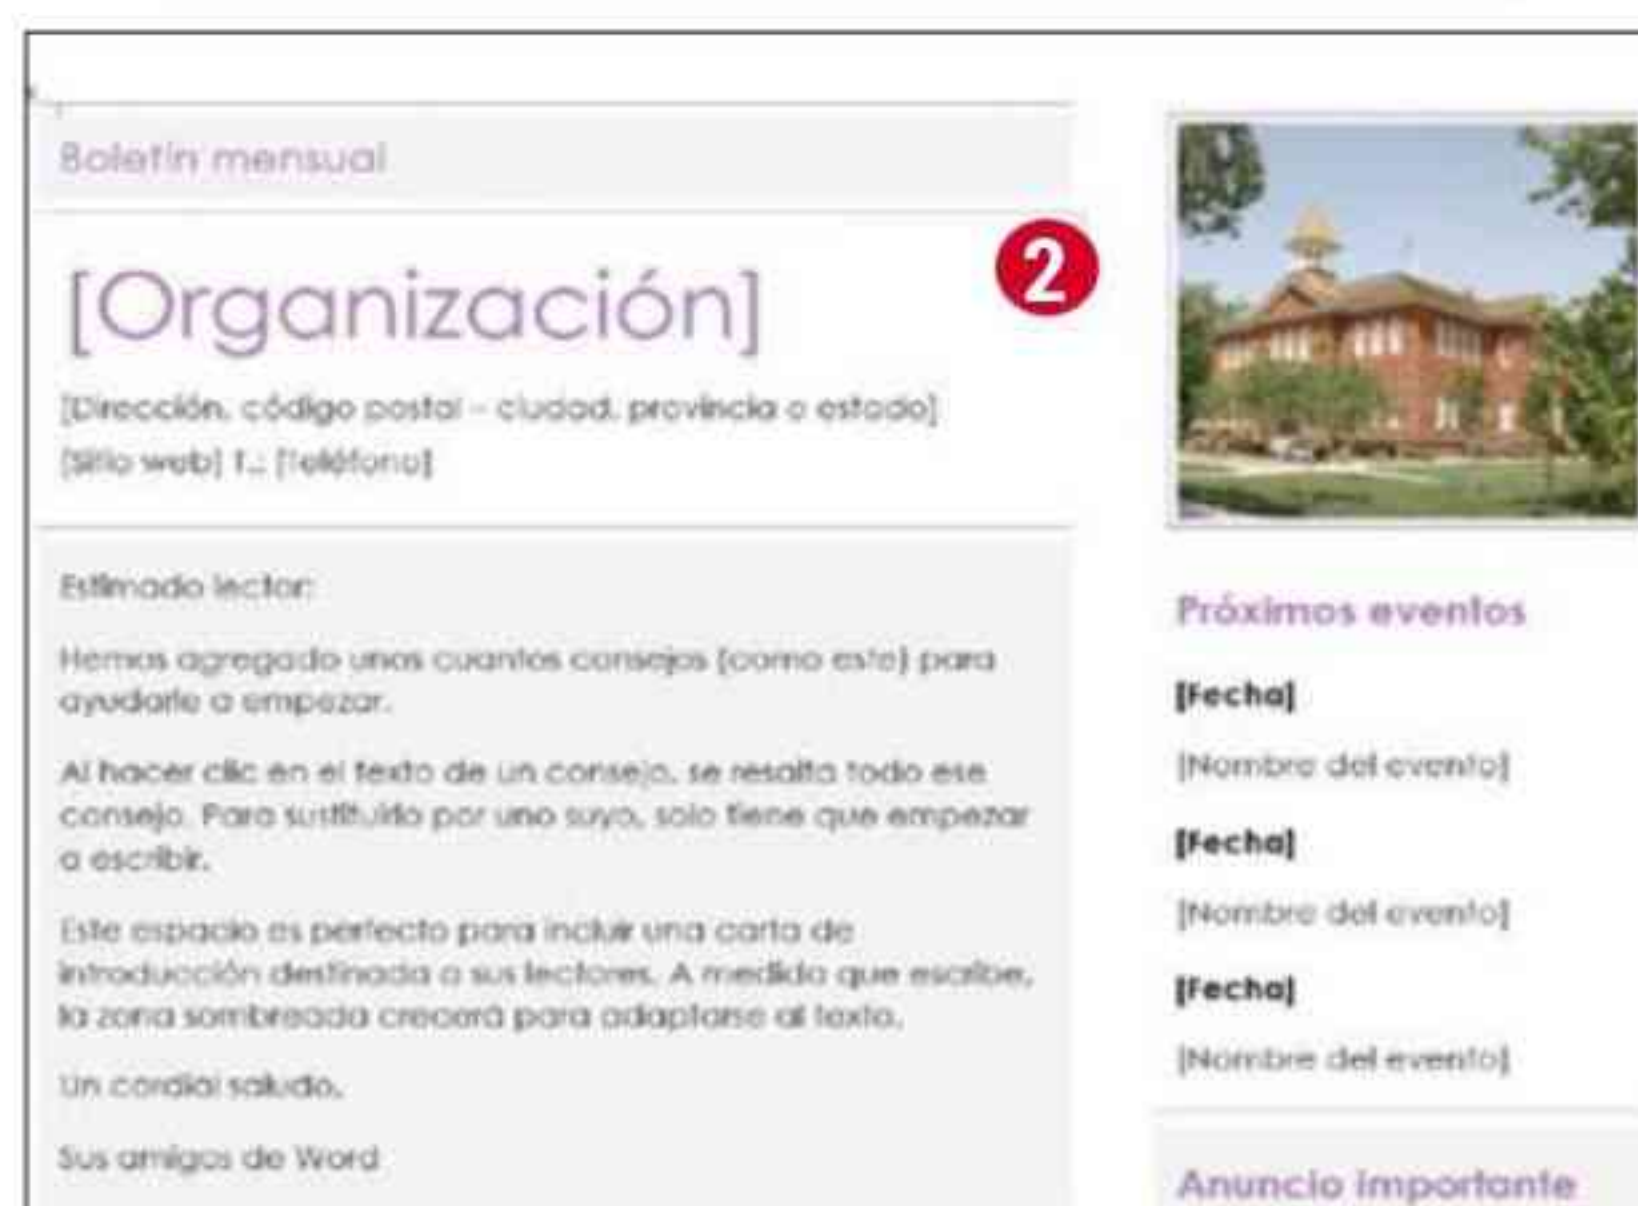 Boletín mensual
2
[Organización]
[Dirección, código postal – ciudad, provincia o estado]
[Sitio web] T.: [Teléfono]
Estimado lector:
Hemos agregado unos cuantos consejos (como este) para
ayudarle a empezar.
Al hacer clic en el texto de un consejo, se resalta todo ese
consejo. Para sustituirlo por uno suyo, solo tiene que empezar
a escribir.
Este espacio es perfecto para incluir una carta de
introducción destinada a sus lectores. A medida que escribe,
la zona sombreada crecerá para adaptarse al texto.
Un cordial saludo,
Sus amigos de Word
Próximos eventos
[Fecha]
[Nombre del evento]
[Fecha]
[Nombre del evento]
[Fecha]
[Nombre del evento]
Anuncio importante